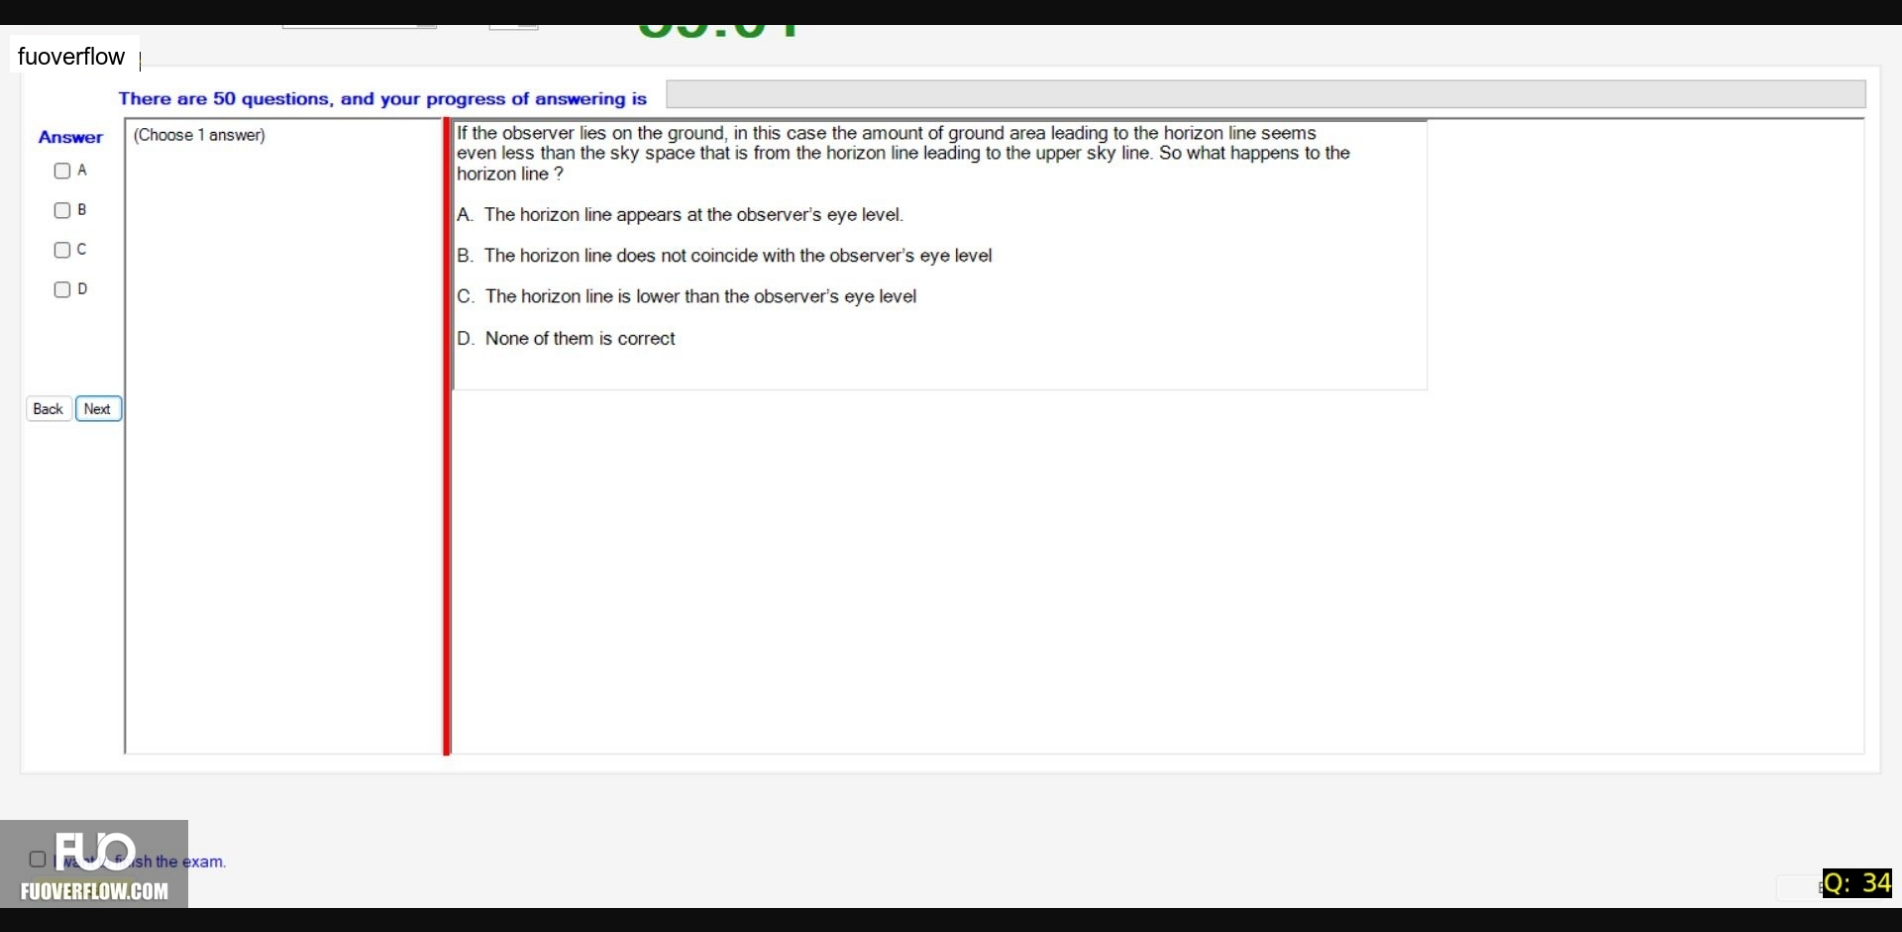 fuoverflow
There are 50 questions, and your progress of answering is
Answer
(Choose 1 answer)
A
B
C
D
Back
Next
If the observer lies on the ground, in this case the amount of ground area leading to the horizon line seems
even less than the sky space that is from the horizon line leading to the upper sky line. So what happens to the
horizon line ?
A. The horizon line appears at the observer's eye level.
B. The horizon line does not coincide with the observer's eye level
C. The horizon line is lower than the observer's eye level
D. None of them is correct
FUO
the exam.
FUOVERFLOW.COM
Q: 34